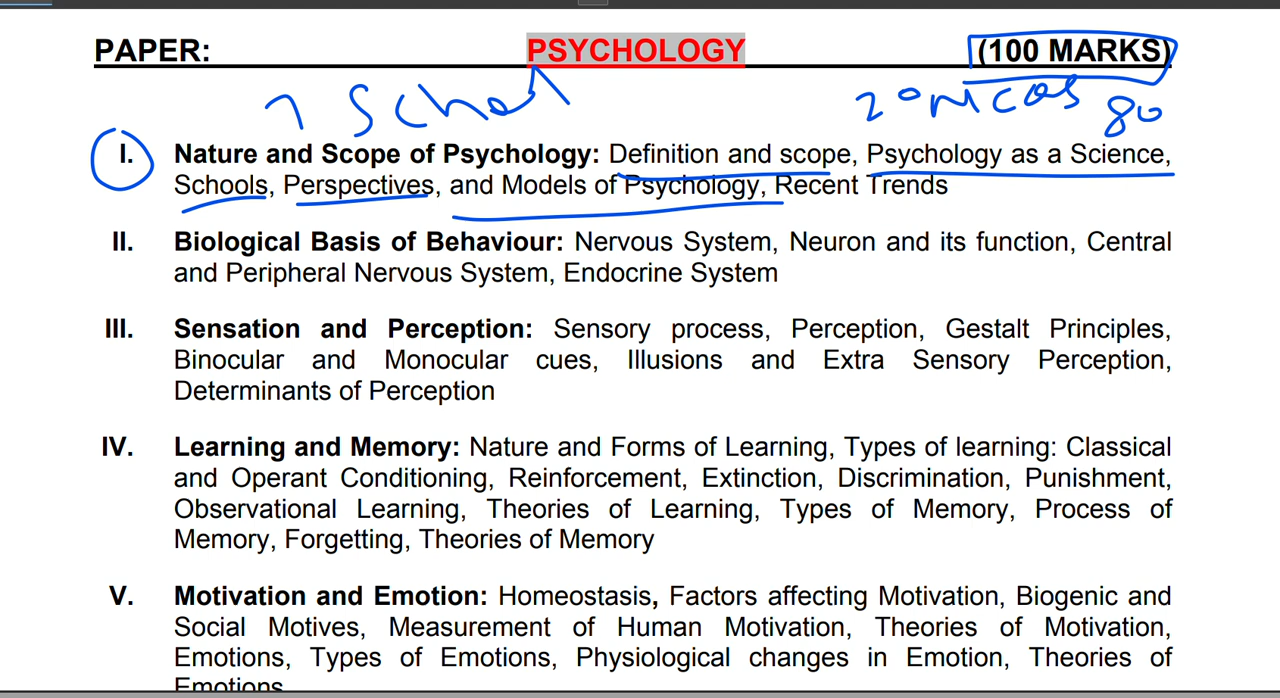 PAPER: PSYCHOLOGY (100 MARKS)
20 MCQS 80
I. Nature and Scope of Psychology: Definition and scope, Psychology as a Science,
Schools, Perspectives, and Models of Psychology, Recent Trends
II. Biological Basis of Behaviour: Nervous System, Neuron and its function, Central
and Peripheral Nervous System, Endocrine System
III. Sensation and Perception: Sensory process, Perception, Gestalt Principles,
Binocular and Monocular cues, Illusions and Extra Sensory Perception,
Determinants of Perception
IV. Learning and Memory: Nature and Forms of Learning, Types of learning: Classical
and Operant Conditioning, Reinforcement, Extinction, Discrimination, Punishment,
Observational Learning, Theories of Learning, Types of Memory, Process of
Memory, Forgetting, Theories of Memory
V. Motivation and Emotion: Homeostasis, Factors affecting Motivation, Biogenic and
Social Motives, Measurement of Human Motivation, Theories of Motivation,
Emotions, Types of Emotions, Physiological changes in Emotion, Theories of
Emotions